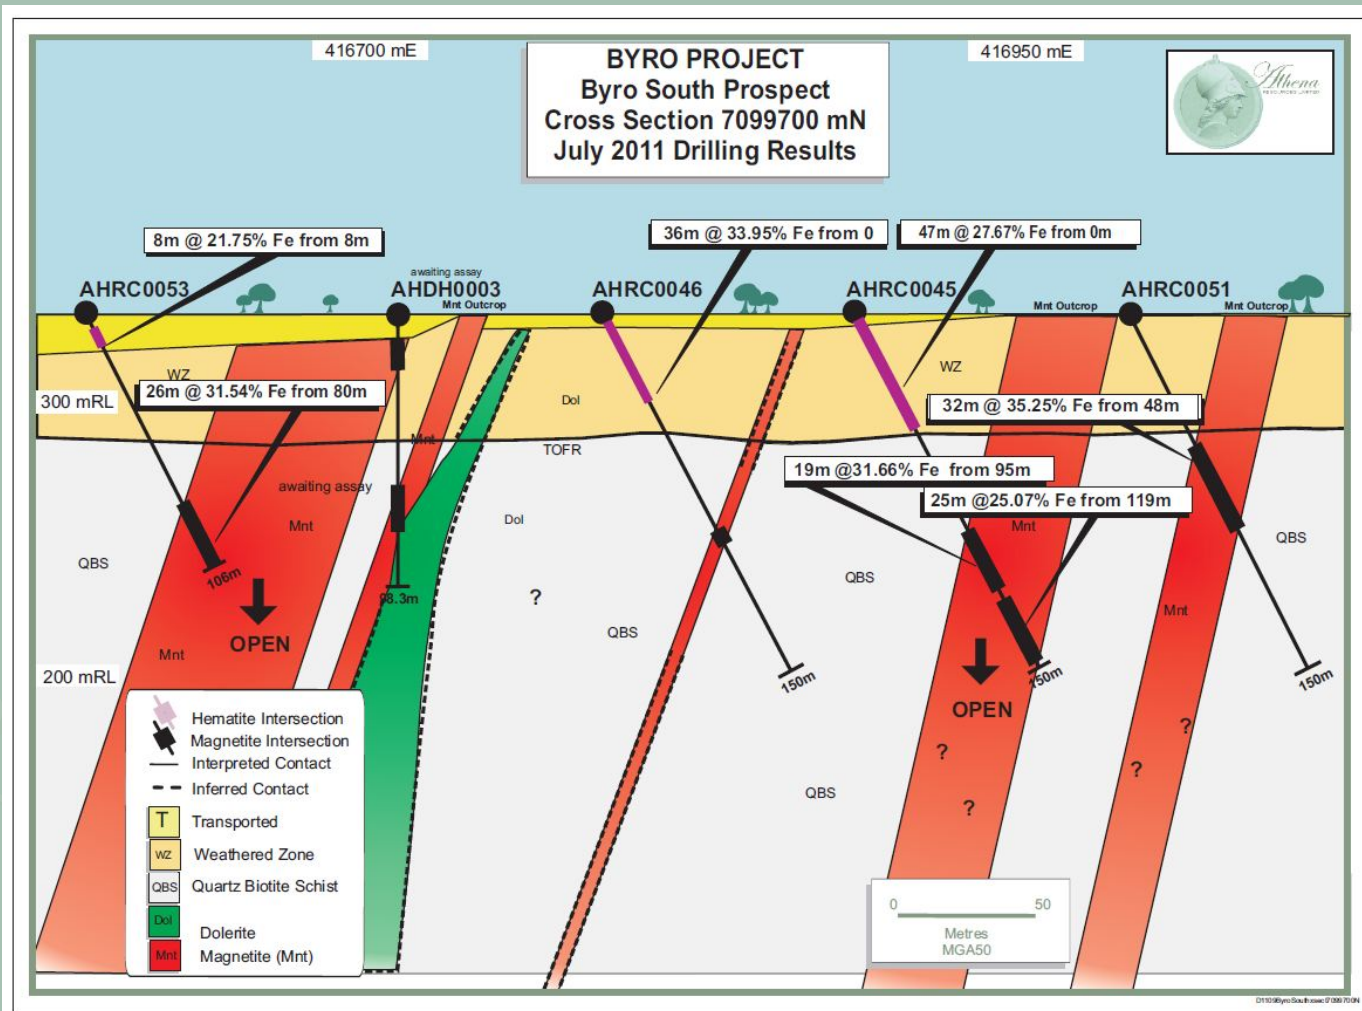 416700 mE
416950 mE
BYRO PROJECT
Byro South Prospect
Cross Section 7099700 mN
July 2011 Drilling Results
Athena
RESOURCES LIMITED
8m @ 21.75% Fe from 8m
36m @ 33.95% Fe from 0
47m @ 27.67% Fe from 0m
awaiting assay
AHRC0053
AHDH0003
AHRC0046
AHRC0045
AHRC0051
Mnt Outcrop
Mnt Outcrop
Mnt Outcrop
WZ
WZ
26m @ 31.54% Fe from 80m
300 mRL
Dol
32m @ 35.25% Fe from 48m
Mnt
TOFR
19m @31.66% Fe from 95m
awaiting assay
25m @25.07% Fe from 119m
Dol
Mnt
Mnt
QBS
QBS
QBS
106m
98.3m
?
Mnt
QBS
OPEN
Mnt
200 mRL
150m
150m
150m
OPEN
?
?
?
?
QBS
Hematite Intersection
Magnetite Intersection
Interpreted Contact
Inferred Contact
T Transported
WZ Weathered Zone
QBS Quartz Biotite Schist
Dol Dolerite
Mnt Magnetite (Mnt)
0 50
Metres
MGA50